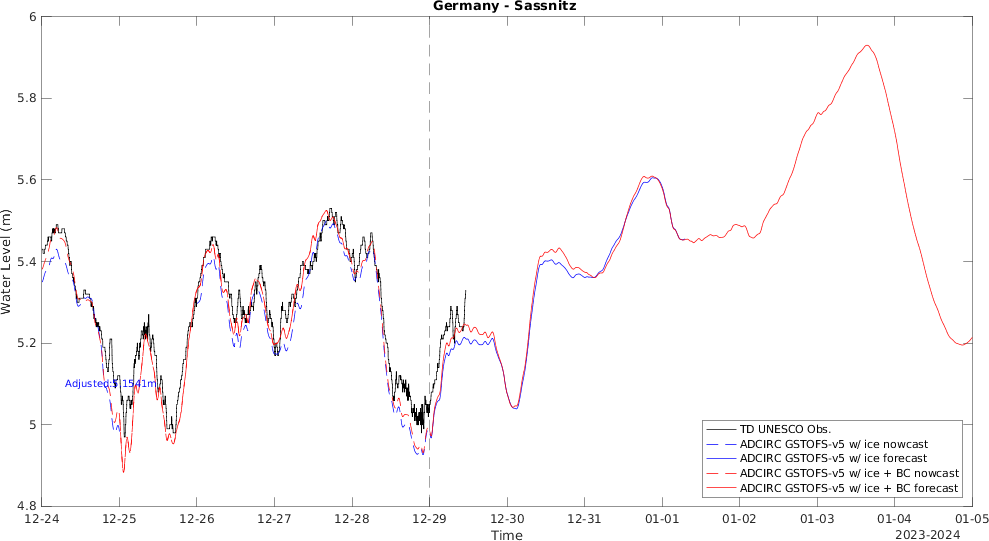 Germany - Sassnitz
6
5.8
5.6
5.4
5.2
5
4.8
Water Level (m)
Adjusted:5.1541m
12-24
12-25
12-26
12-27
12-28
12-29
12-30
12-31
01-01
01-02
01-03
01-04
01-05
Time
2023-2024
TD UNESCO Obs.
ADCIRC GSTOFS-v5 w/ ice nowcast
ADCIRC GSTOFS-v5 w/ ice forecast
ADCIRC GSTOFS-v5 w/ ice + BC nowcast
ADCIRC GSTOFS-v5 w/ ice + BC forecast